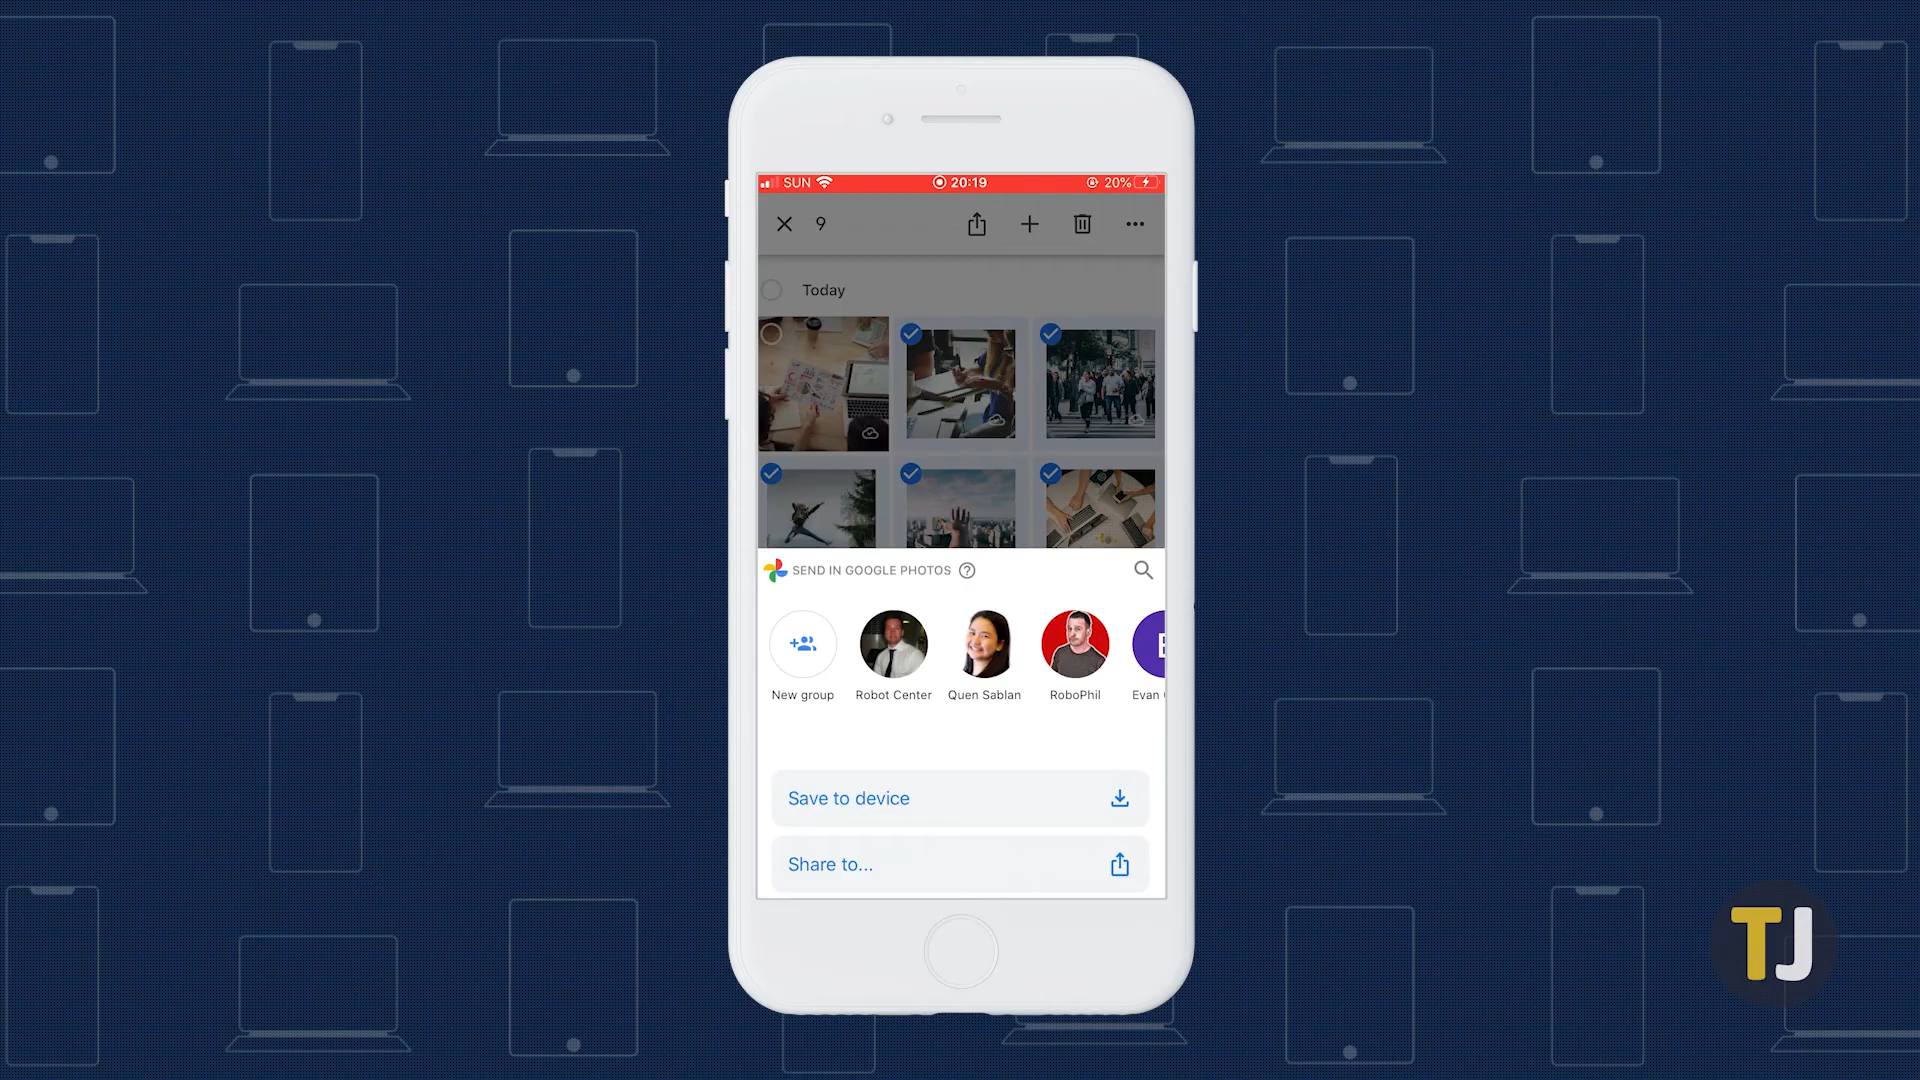 SUN 20:19 20%
9
Today
SEND IN GOOGLE PHOTOS ?
New group Robot Center Quen Sablan RoboPhil Evan
Save to device
Share to...
TJ